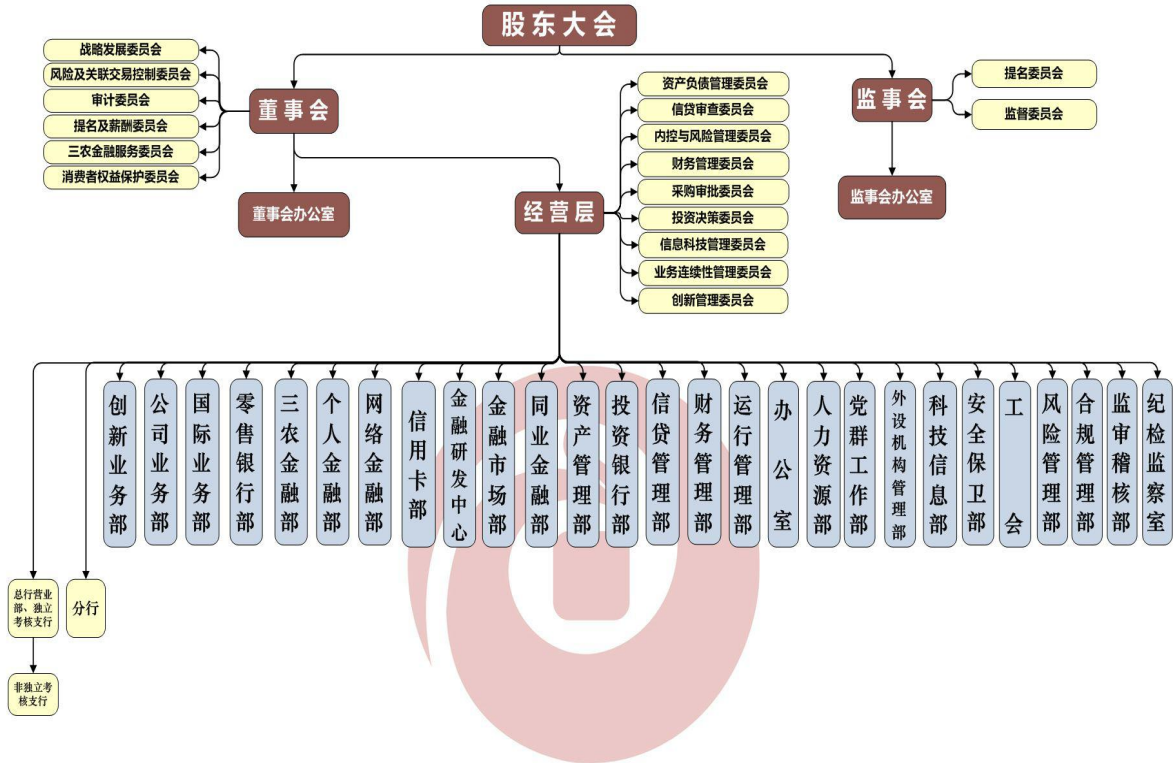 股东大会
战略发展委员会
风险及关联交易控制委员会
审计委员会
提名及薪酬委员会
三农金融服务委员会
消费者权益保护委员会
董事会
董事会办公室
经营层
资产负债管理委员会
信贷审查委员会
内控与风险管理委员会
财务管理委员会
采购审批委员会
投资决策委员会
信息科技管理委员会
业务连续性管理委员会
创新管理委员会
监事会
提名委员会
监督委员会
监事会办公室
创新业务部
公司业务部
国际业务部
零售银行部
三农金融部
个人金融部
网络金融部
信用卡部
金融研发中心
金融市场部
同业金融部
资产管理部
投资银行部
信贷管理部
财务管理部
运行管理部
办公室
人力资源部
党群工作部
外设机构管理部
科技信息部
安全保卫部
工会
风险管理部
合规管理部
监审稽核部
纪检监察室
总行营业
部、独立
考核支行
分行
非独立考
核支行